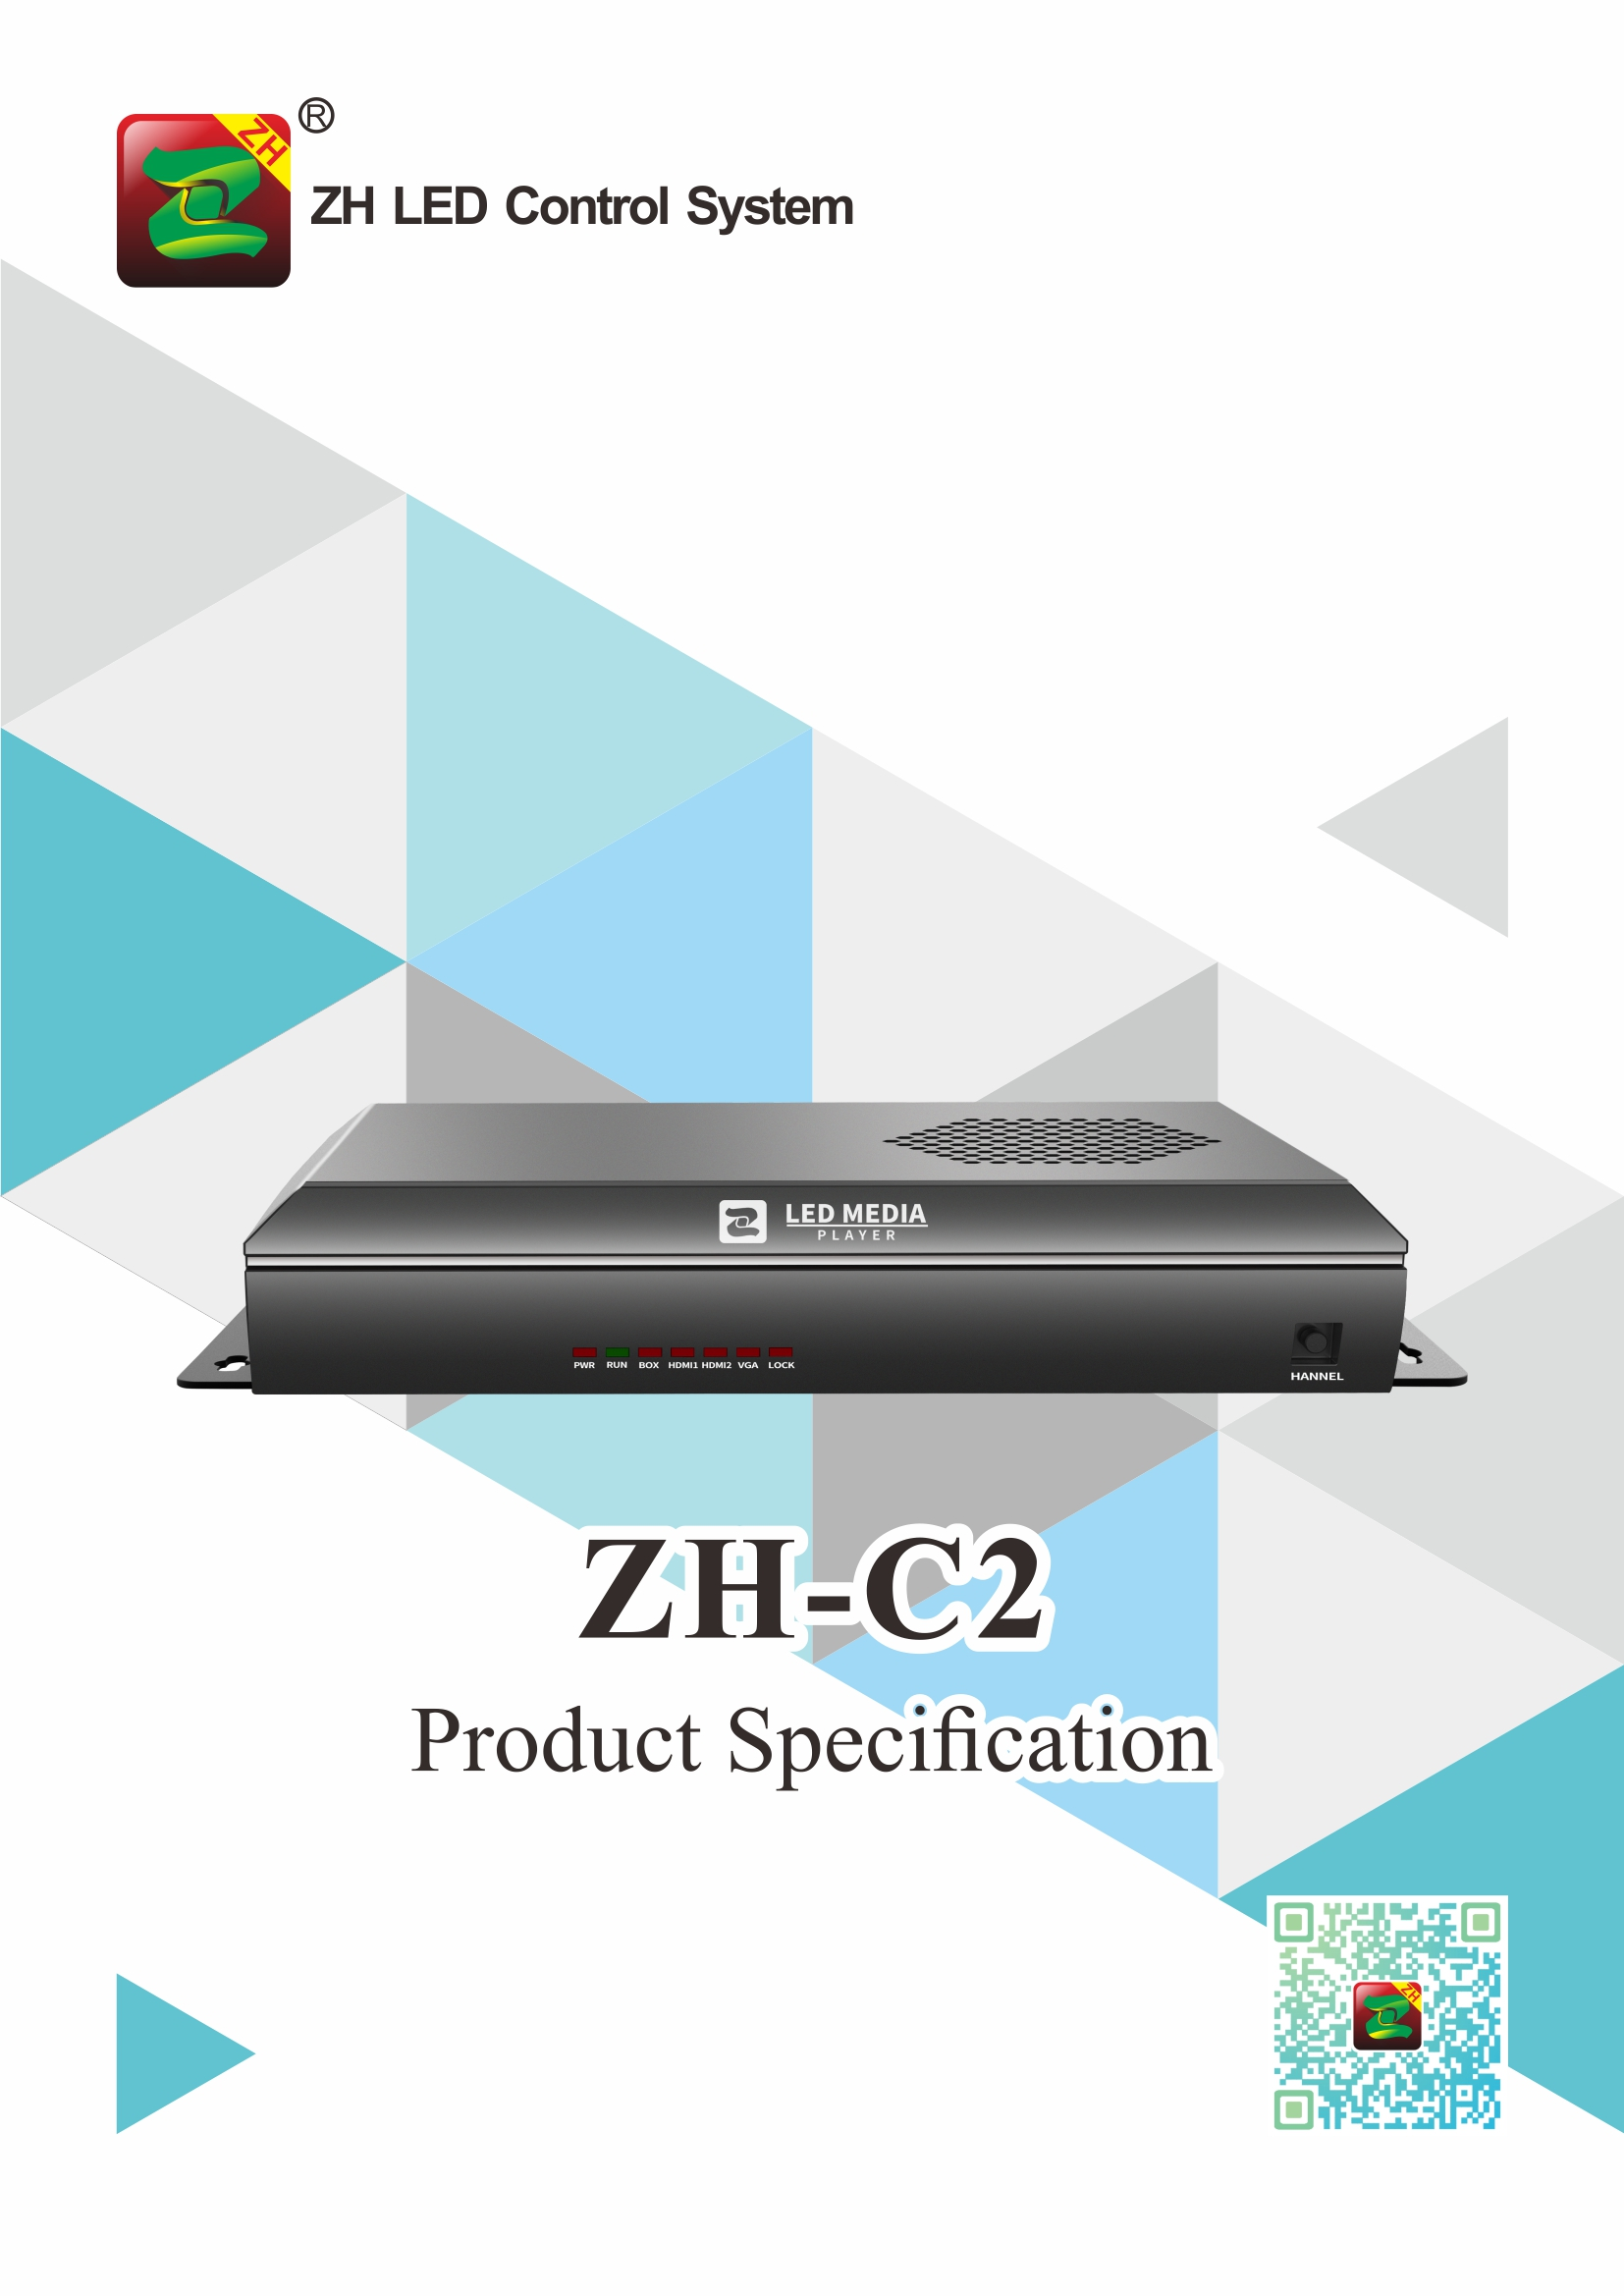 ZH
®
ZH LED Control System
LED MEDIA
PLAYER
PWR RUN BOX HDMI1 HDMI2 VGA LOCK
HANNEL
ZH-C2
Product Specification
ZH